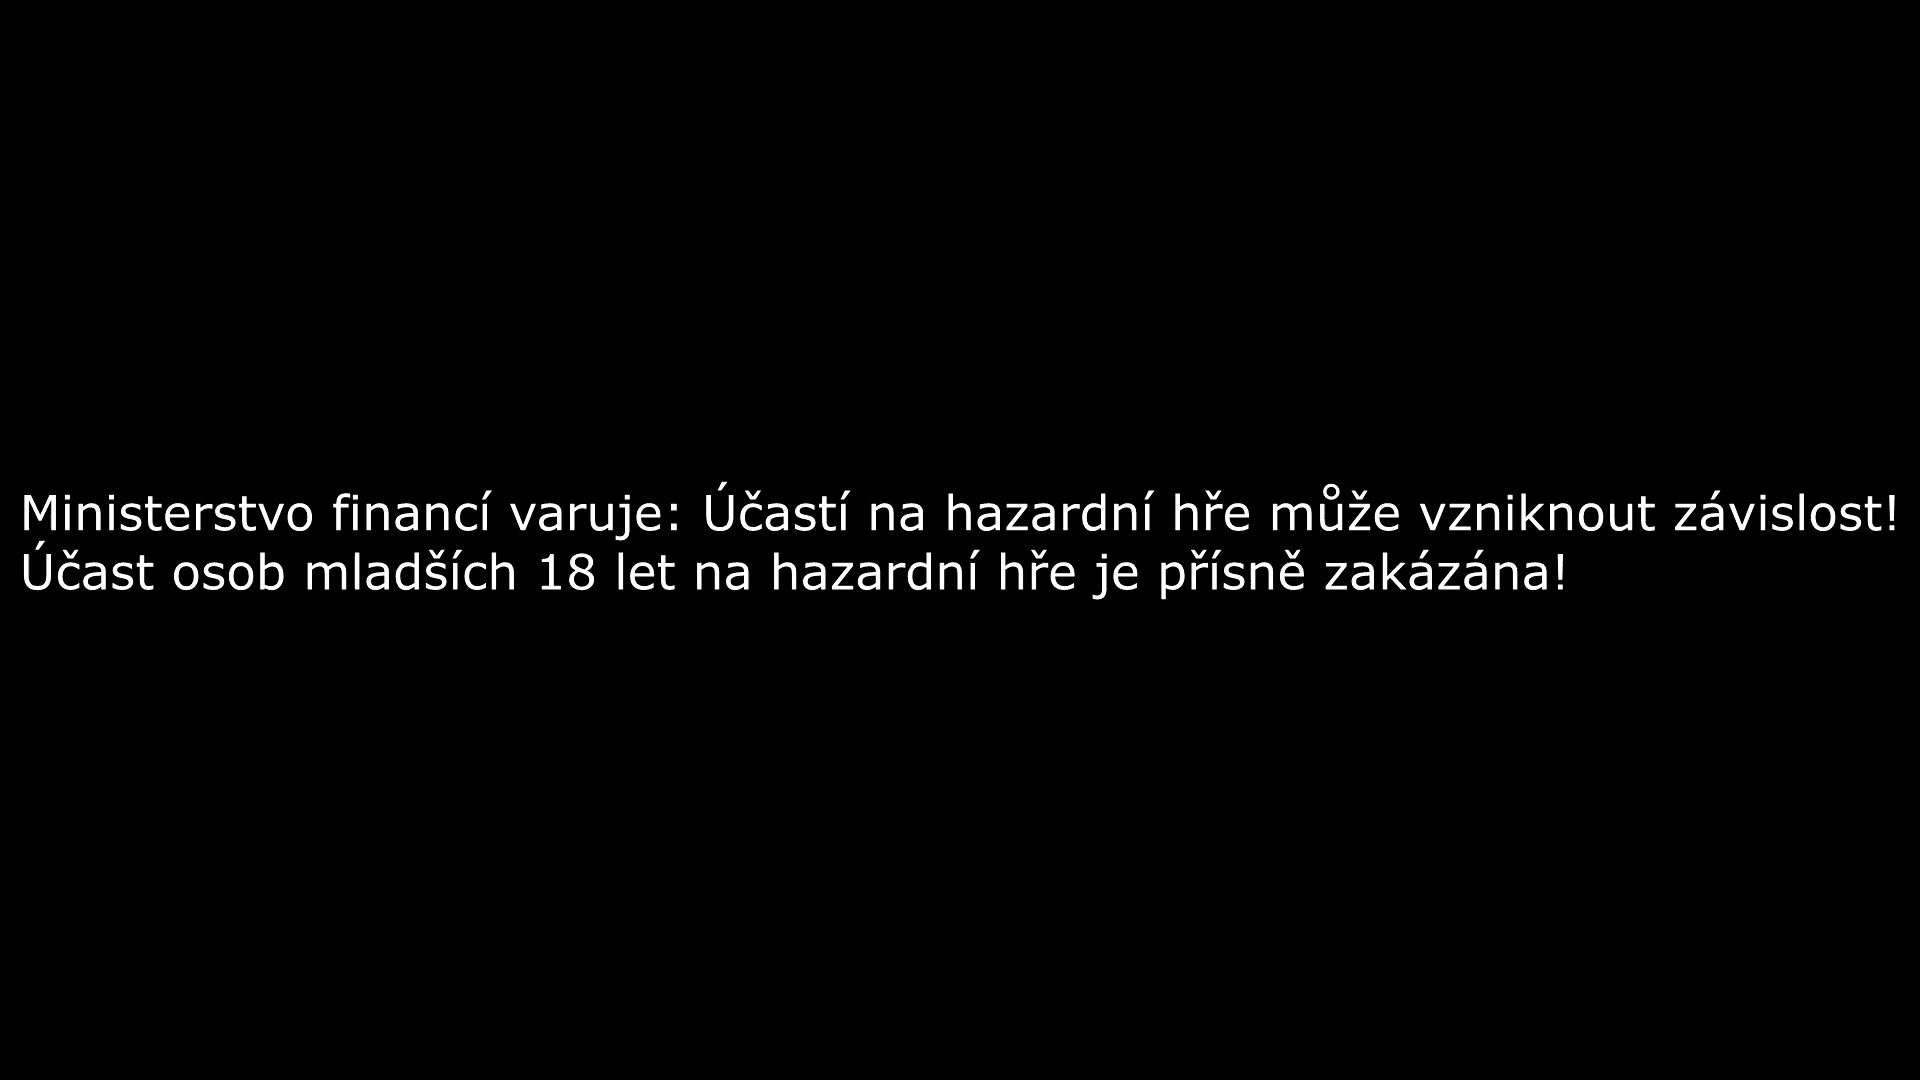 Ministerstvo financí varuje: Účastí na hazardní hře může vzniknout závislost!
Účast osob mladších 18 let na hazardní hře je přísně zakázána!